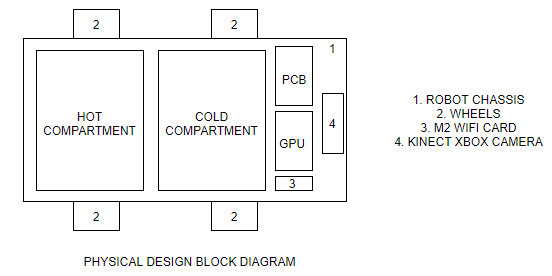 2
2
1
PCB
HOT
COMPARTMENT
COLD
COMPARTMENT
GPU
4
3
2
2
1. ROBOT CHASSIS
2. WHEELS
3. M2 WIFI CARD
4. KINECT XBOX CAMERA
PHYSICAL DESIGN BLOCK DIAGRAM